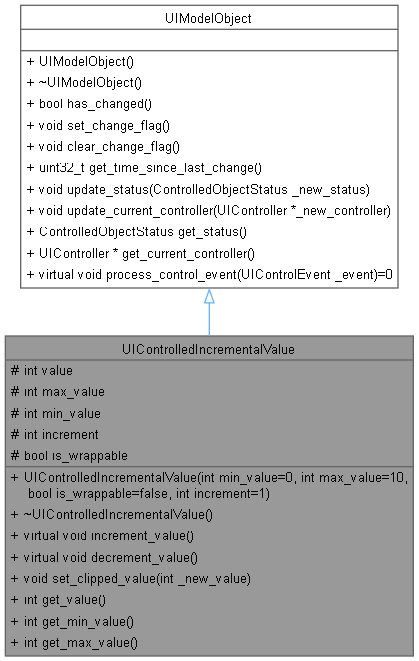 UIModelObject
+ UIModelObject()
+ ~UIModelObject()
+ bool has_changed()
+ void set_change_flag()
+ void clear_change_flag()
+ uint32_t get_time_since_last_change()
+ void update_status(ControlledObjectStatus _new_status)
+ void update_current_controller(UIController *_new_controller)
+ ControlledObjectStatus get_status()
+ UIController * get_current_controller()
+ virtual void process_control_event(UIControlEvent _event)=0
UIControlledIncrementalValue
# int value
# int max_value
# int min_value
# int increment
# bool is_wrappable
+ UIControlledIncrementalValue(int min_value=0, int max_value=10,
bool is_wrappable=false, int increment=1)
+ ~UIControlledIncrementalValue()
+ virtual void increment_value()
+ virtual void decrement_value()
+ void set_clipped_value(int _new_value)
+ int get_value()
+ int get_min_value()
+ int get_max_value()